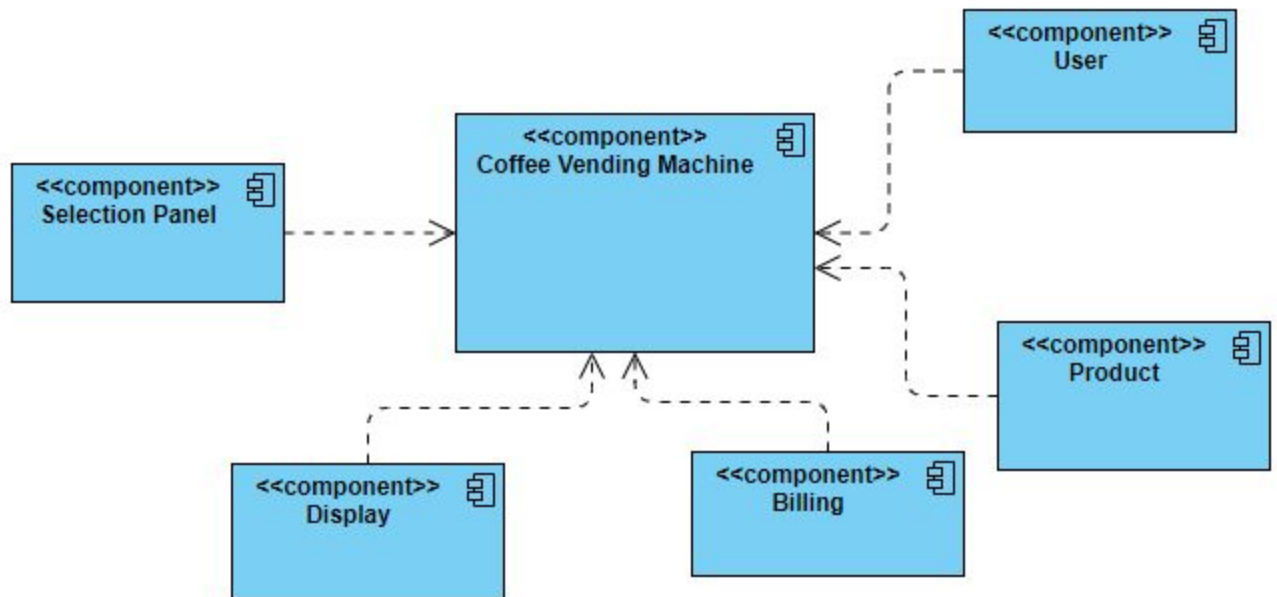 <<component>>
User
<<component>>
Coffee Vending Machine
<<component>>
Selection Panel
<<component>>
Product
<<component>>
Display
<<component>>
Billing